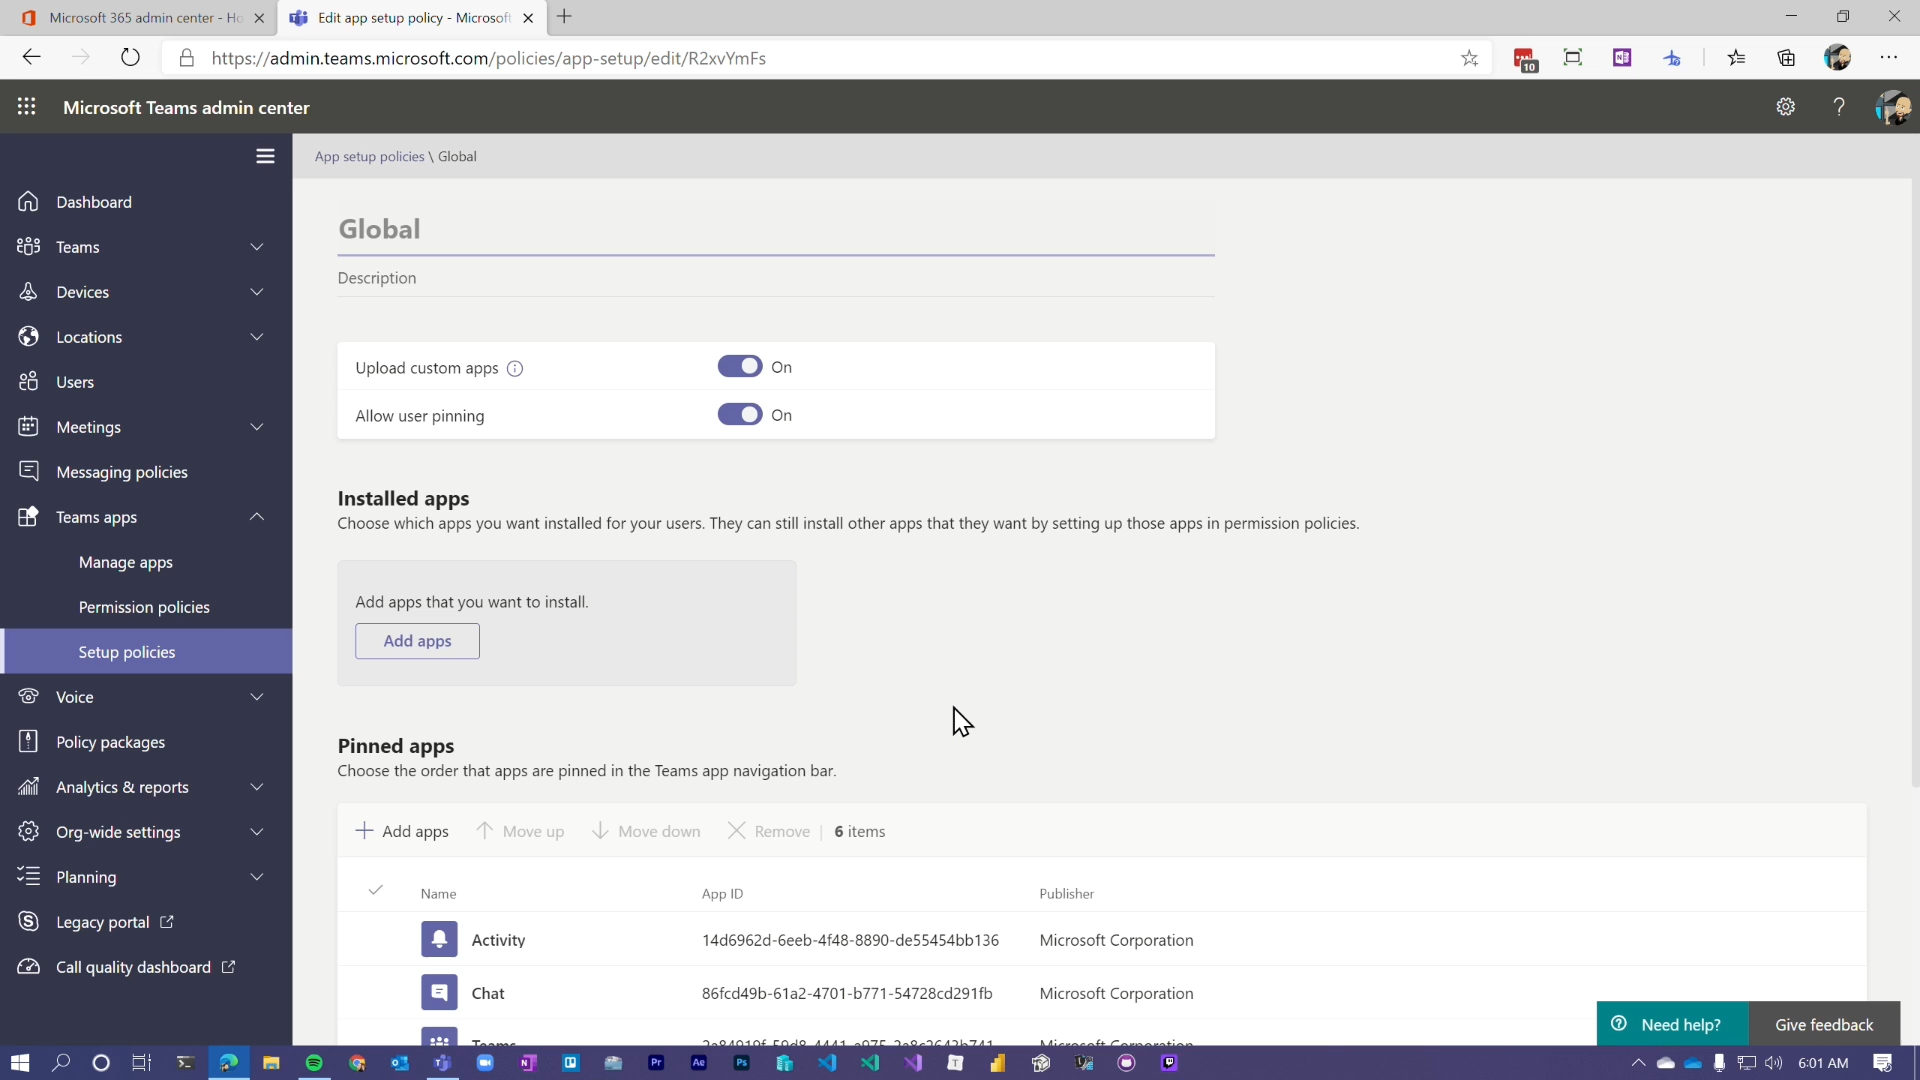 Microsoft 365 admin center - Ho
Edit app setup policy - Microsoft
https://admin.teams.microsoft.com/policies/app-setup/edit/R2xvYmFs
10
Microsoft Teams admin center
App setup policies \ Global
Dashboard
Teams
Devices
Locations
Users
Meetings
Messaging policies
Teams apps
Manage apps
Permission policies
Setup policies
Voice
Policy packages
Analytics & reports
Org-wide settings
Planning
Legacy portal
Call quality dashboard
Global
Description
Upload custom apps On
Allow user pinning On
Installed apps
Choose which apps you want installed for your users. They can still install other apps that they want by setting up those apps in permission policies.
Add apps that you want to install.
Add apps
Pinned apps
Choose the order that apps are pinned in the Teams app navigation bar.
Add apps Move up Move down Remove | 6 items
Name App ID Publisher
Activity 14d6962d-6eeb-4f48-8890-de55454bb136 Microsoft Corporation
Chat 86fcd49b-61a2-4701-b771-54728cd291fb Microsoft Corporation
Teams Microsoft Corporation
Need help? Give feedback
Pr Ae Ps
6:01 AM